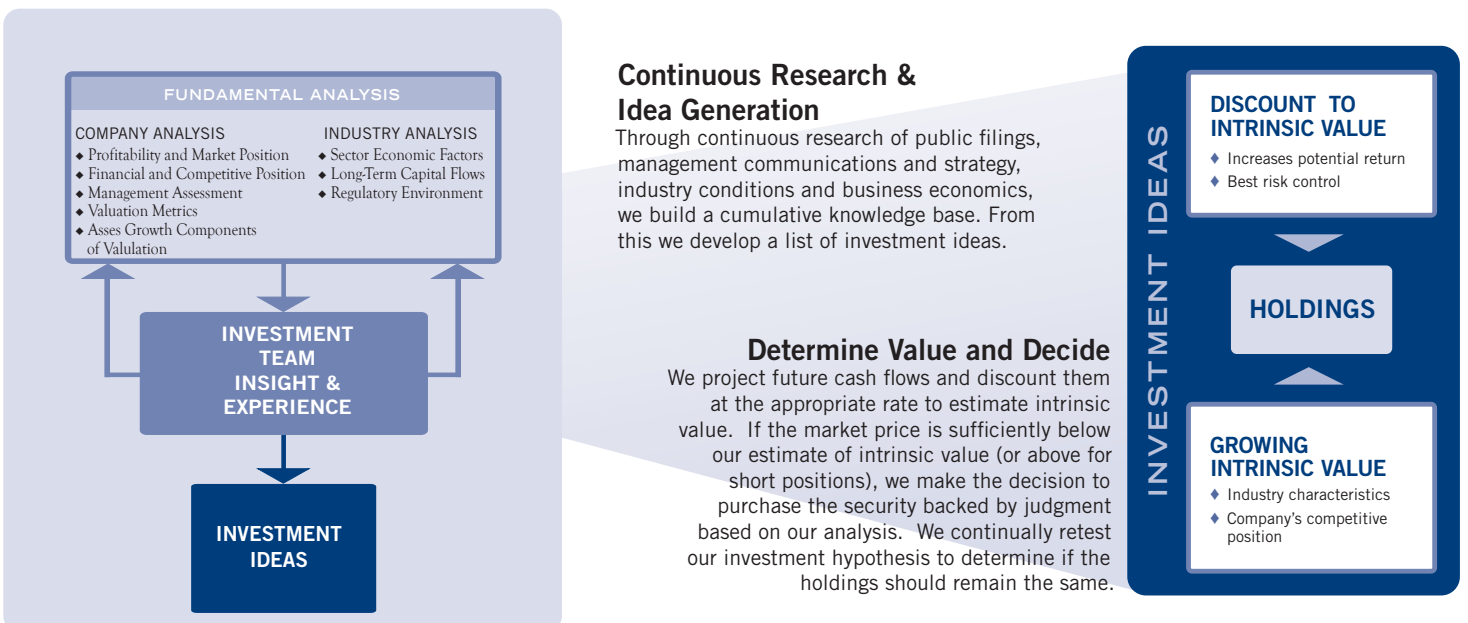 FUNDAMENTAL ANALYSIS
COMPANY ANALYSIS
◆ Profitability and Market Position
◆ Financial and Competitive Position
◆ Management Assessment
◆ Valuation Metrics
◆ Asses Growth Components
of Valulation
INDUSTRY ANALYSIS
◆ Sector Economic Factors
◆ Long-Term Capital Flows
◆ Regulatory Environment
INVESTMENT
TEAM
INSIGHT &
EXPERIENCE
INVESTMENT
IDEAS
Continuous Research &
Idea Generation
Through continuous research of public filings,
management communications and strategy,
industry conditions and business economics,
we build a cumulative knowledge base. From
this we develop a list of investment ideas.
Determine Value and Decide
We project future cash flows and discount them
at the appropriate rate to estimate intrinsic
value. If the market price is sufficiently below
our estimate of intrinsic value (or above for
short positions), we make the decision to
purchase the security backed by judgment
based on our analysis. We continually retest
our investment hypothesis to determine if the
holdings should remain the same.
INVESTMENT IDEAS
DISCOUNT TO
INTRINSIC VALUE
♦ Increases potential return
♦ Best risk control
HOLDINGS
GROWING
INTRINSIC VALUE
♦ Industry characteristics
♦ Company's competitive
position